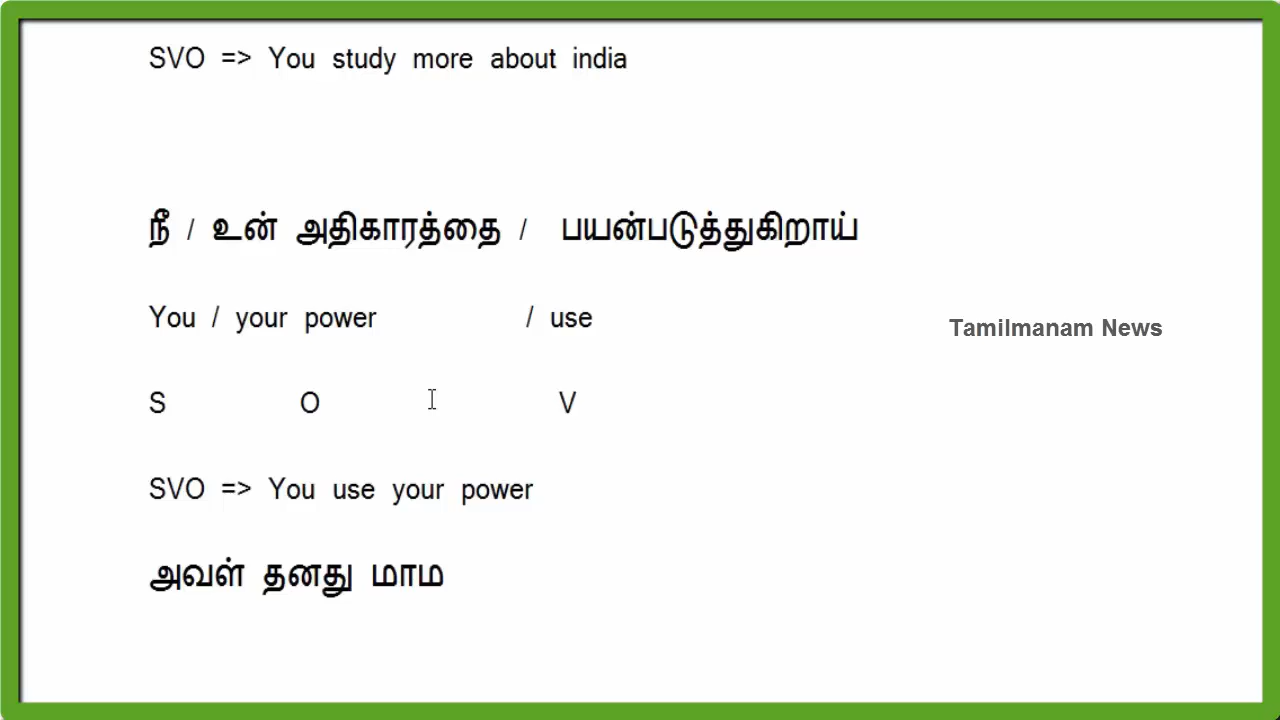 SVO => You study more about india
நீ / உன் அதிகாரத்தை / பயன்படுத்துகிறாய்
You / your power / use
Tamilmanam News
S O V
SVO => You use your power
அவள் தனது மாம